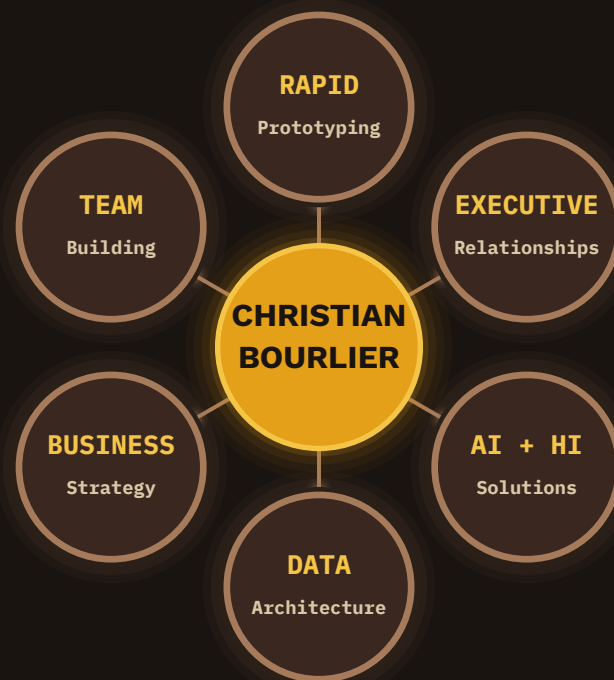 RAPID
Prototyping
TEAM
Building
EXECUTIVE
Relationships
CHRISTIAN
BOURLIER
BUSINESS
Strategy
AI + HI
Solutions
DATA
Architecture